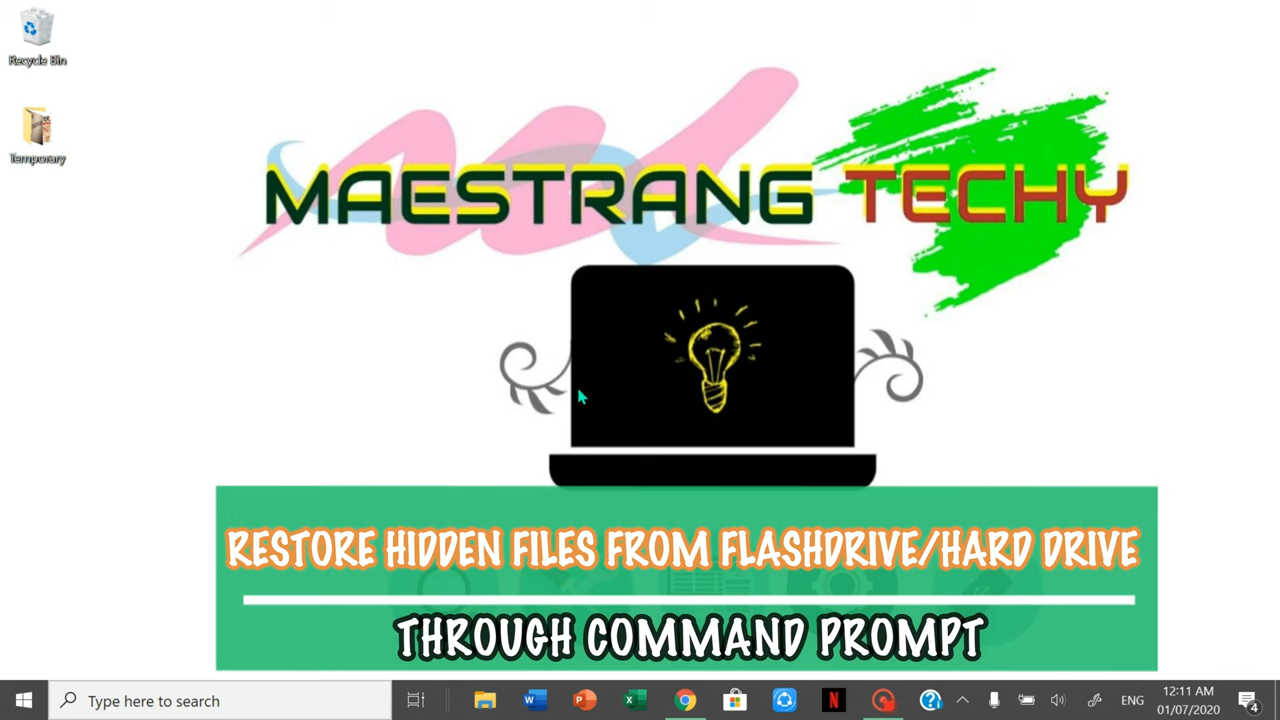 Recycle Bin
Temporary
MAESTRANG TECHY
RESTORE HIDDEN FILES FROM FLASHDRIVE/HARD DRIVE
THROUGH COMMAND PROMPT
Type here to search
ENG
12:11 AM
01/07/2020
4